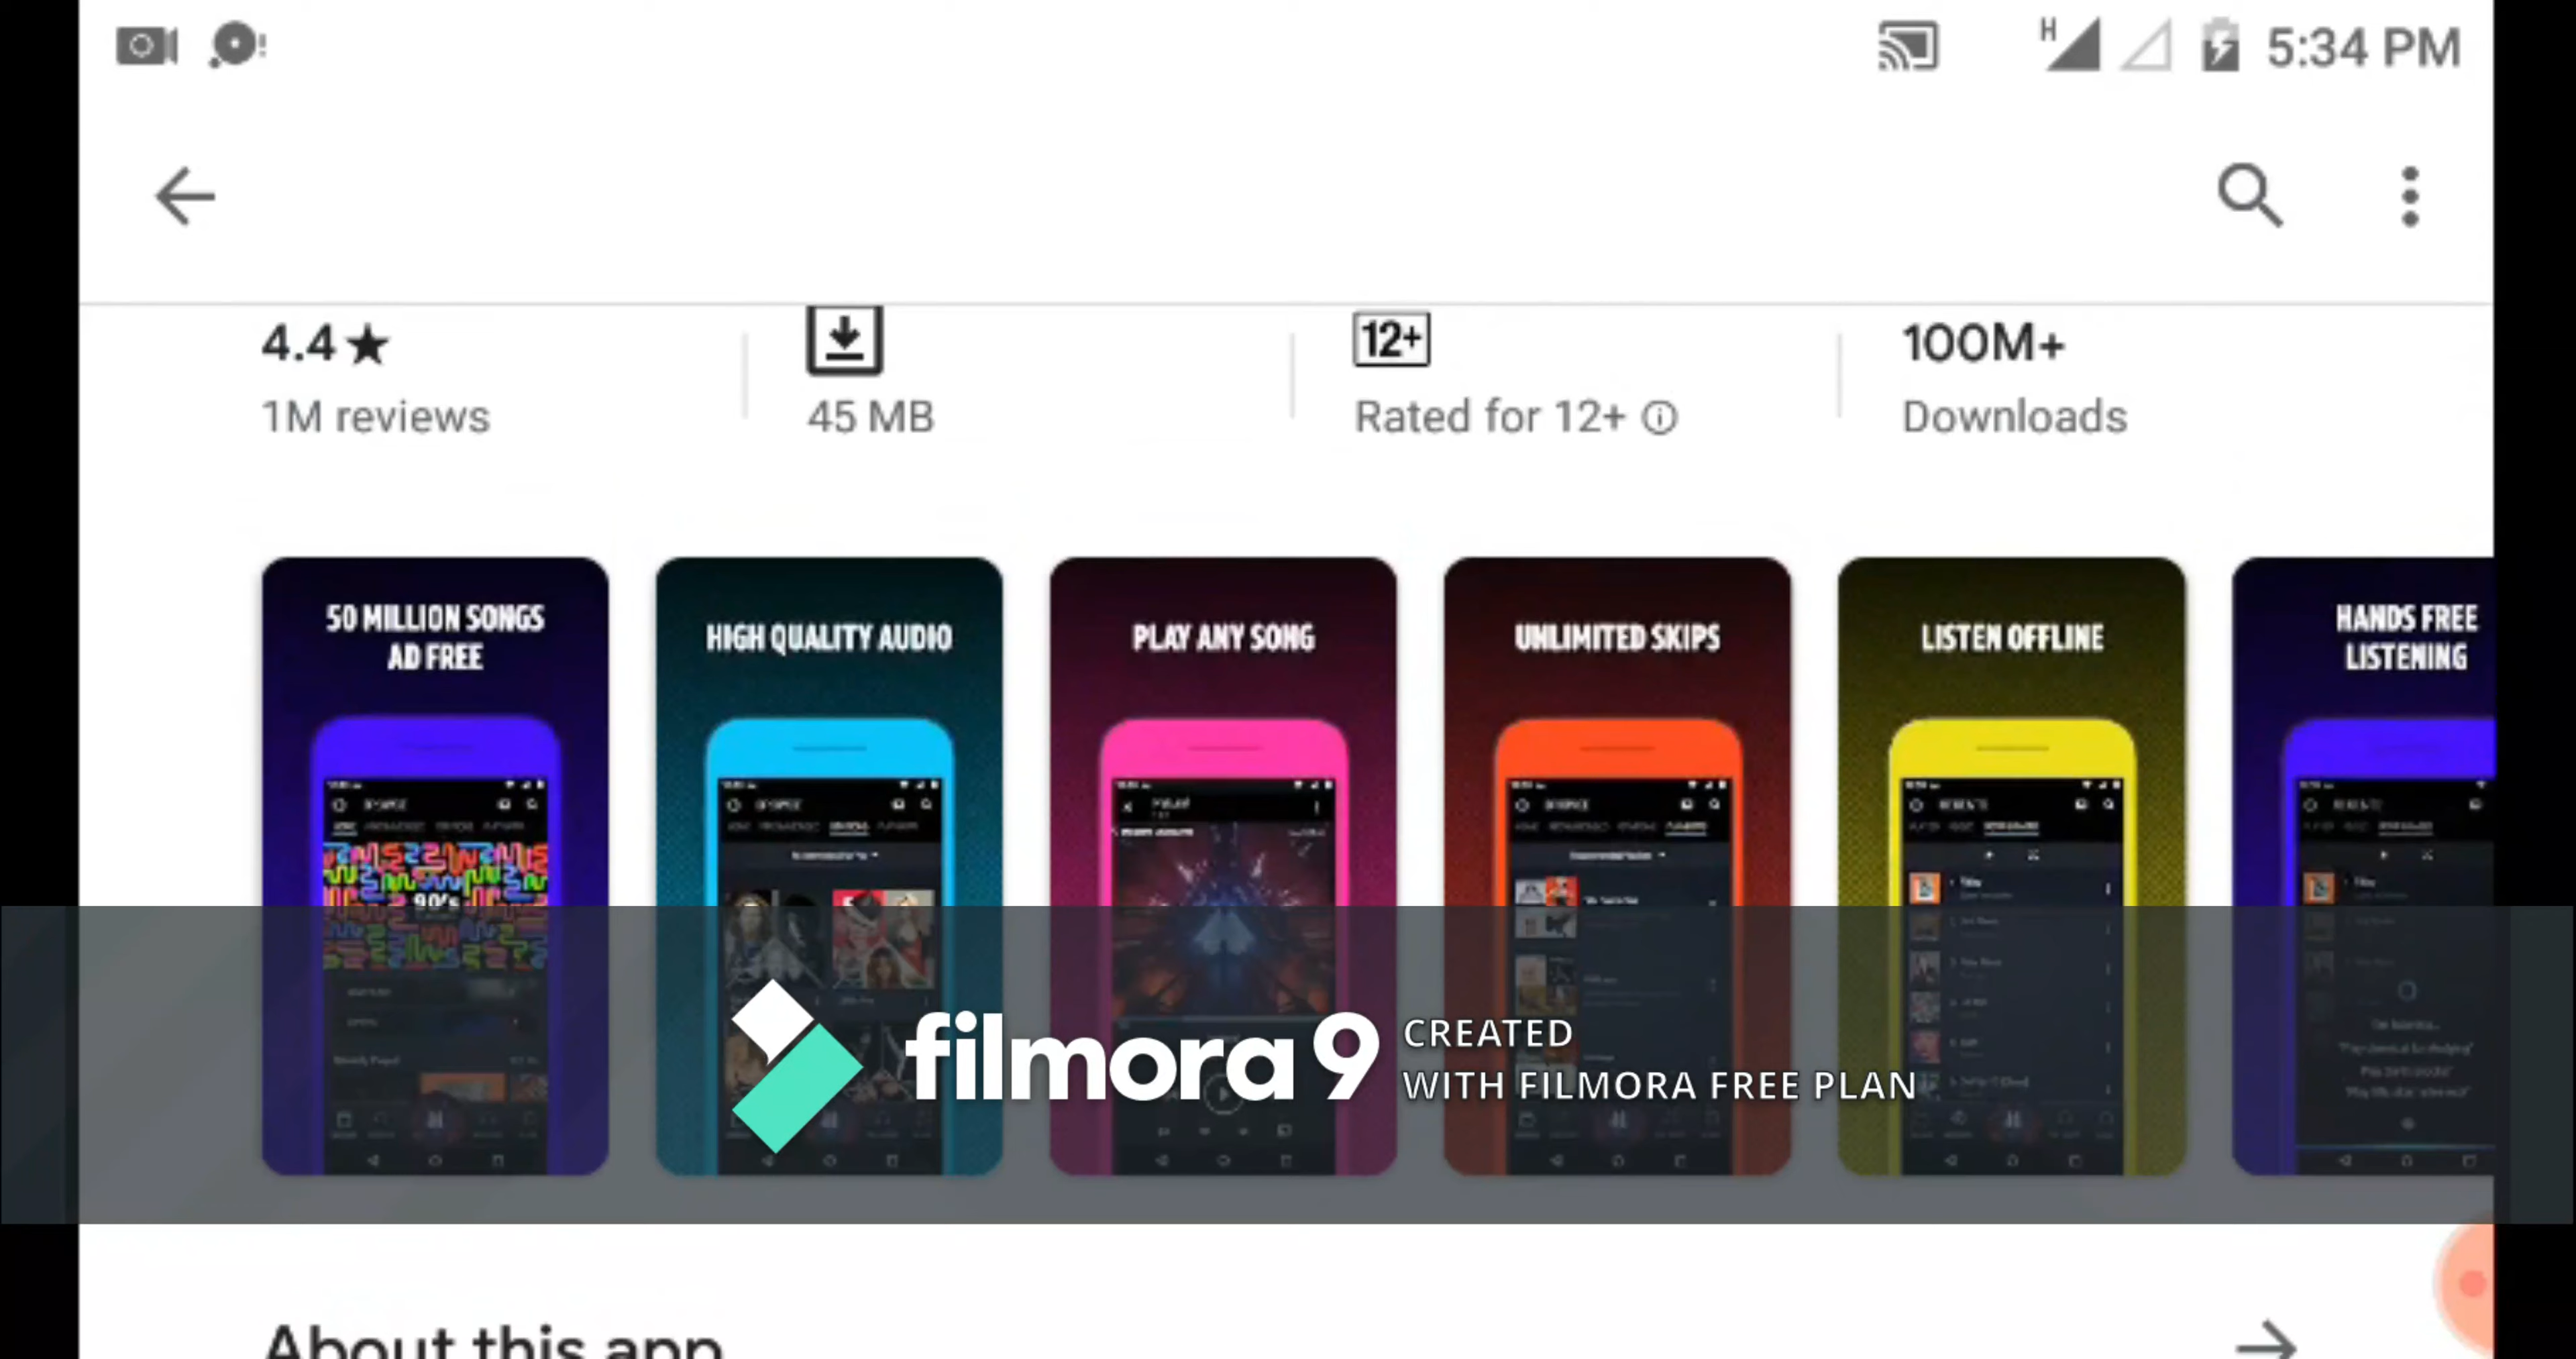 H 5:34 PM
4.4★
1M reviews
45 MB
12+
Rated for 12+
100M+
Downloads
50 MILLION SONGS
AD FREE
HIGH QUALITY AUDIO
PLAY ANY SONG
UNLIMITED SKIPS
LISTEN OFFLINE
HANDS FREE
LISTENING
90's
filmora 9
CREATED
WITH FILMORA FREE PLAN
About this app